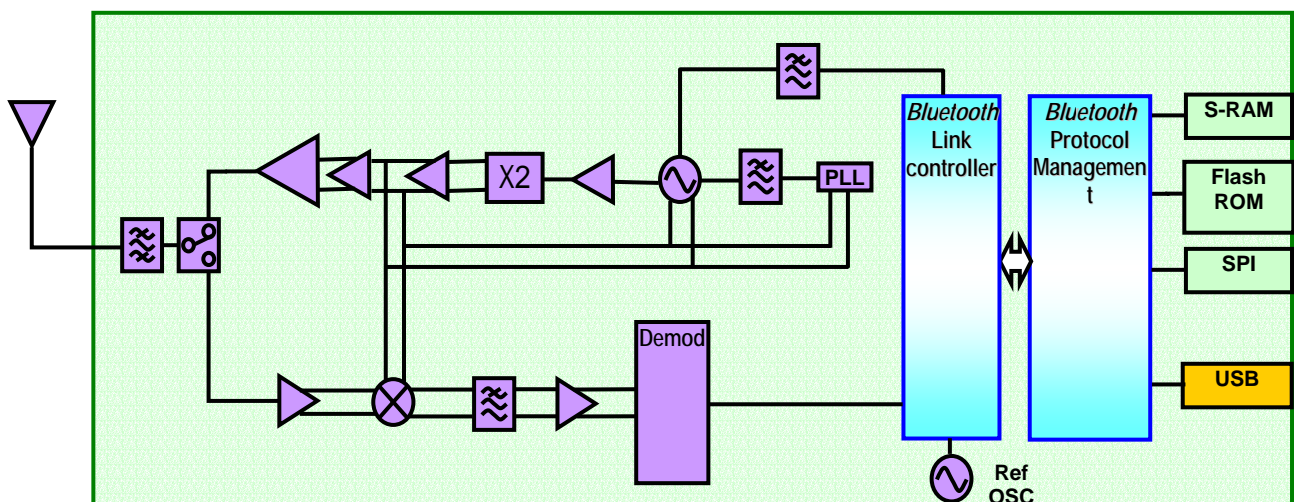 Bluetooth
Link
controller
Bluetooth
Protocol
Managemen
t
S-RAM
Flash
ROM
SPI
USB
X2
PLL
Demod
Ref
OSC